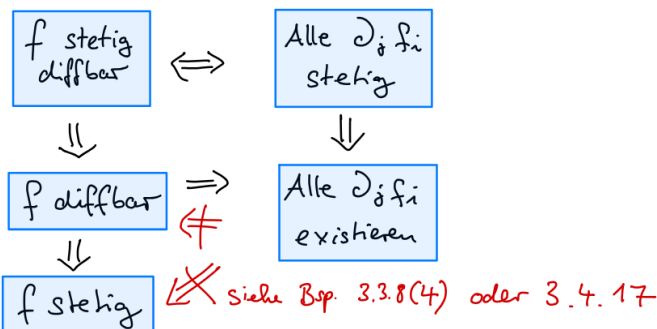 f stetig
diffbar
⇔
Alle ∂j fi
stetig
⇓
⇓
f diffbar
⇒
⇍
Alle ∂j fi
existieren
⇓
f stetig
⇍ siehe Bsp. 3.3.8(4) oder 3.4.17